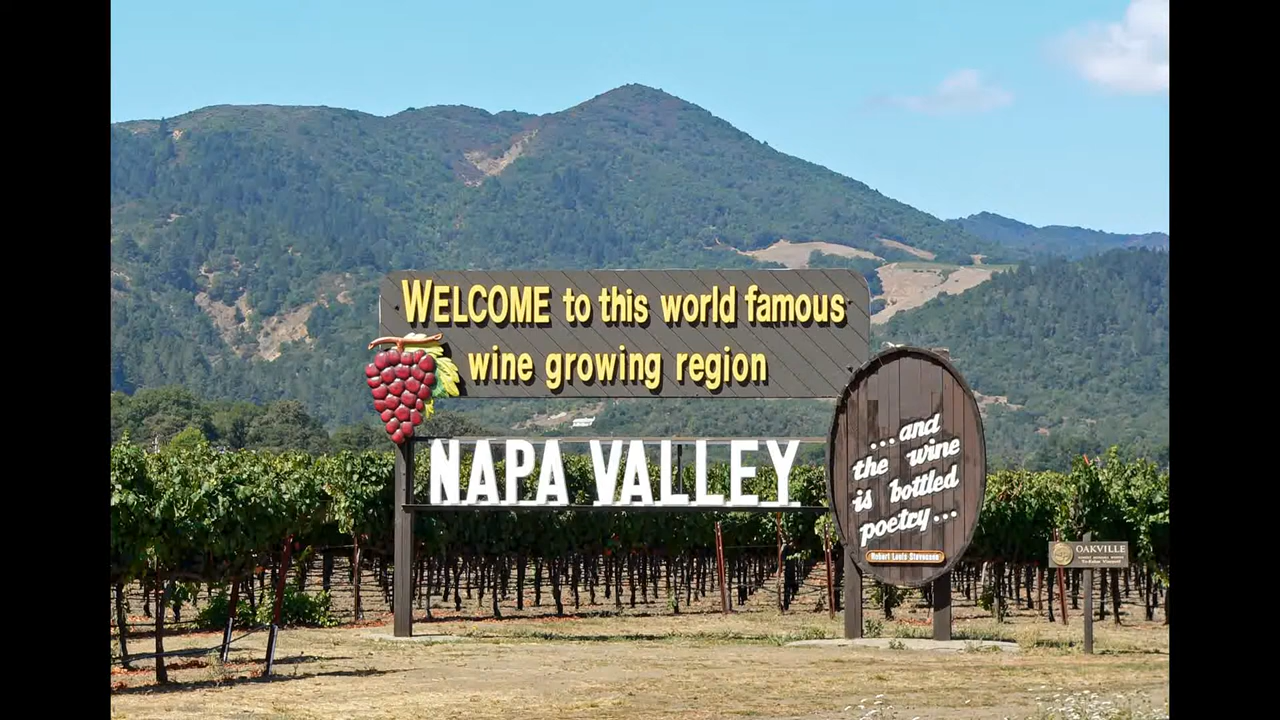 WELCOME to this world famous
wine growing region
NAPA VALLEY
...and
the wine
is bottled
poetry...
Robert Louis Stevenson
OAKVILLE